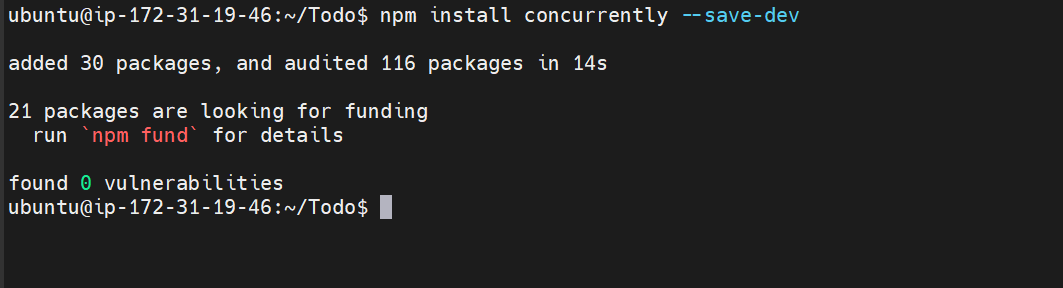 ubuntu@ip-172-31-19-46:~/Todo$ npm install concurrently --save-dev
added 30 packages, and audited 116 packages in 14s
21 packages are looking for funding
run `npm fund` for details
found 0 vulnerabilities
ubuntu@ip-172-31-19-46:~/Todo$